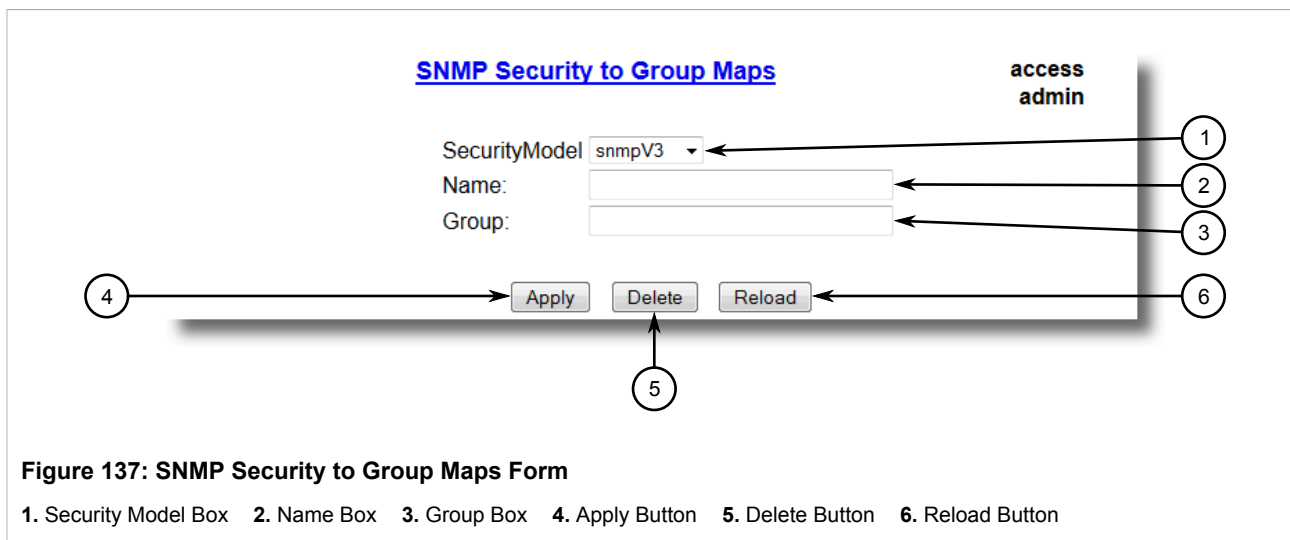 SNMP Security to Group Maps
access
admin
SecurityModel snmpV3
1
Name:
2
Group:
3
4
Apply Delete Reload
6
5
Figure 137: SNMP Security to Group Maps Form
1. Security Model Box 2. Name Box 3. Group Box 4. Apply Button 5. Delete Button 6. Reload Button